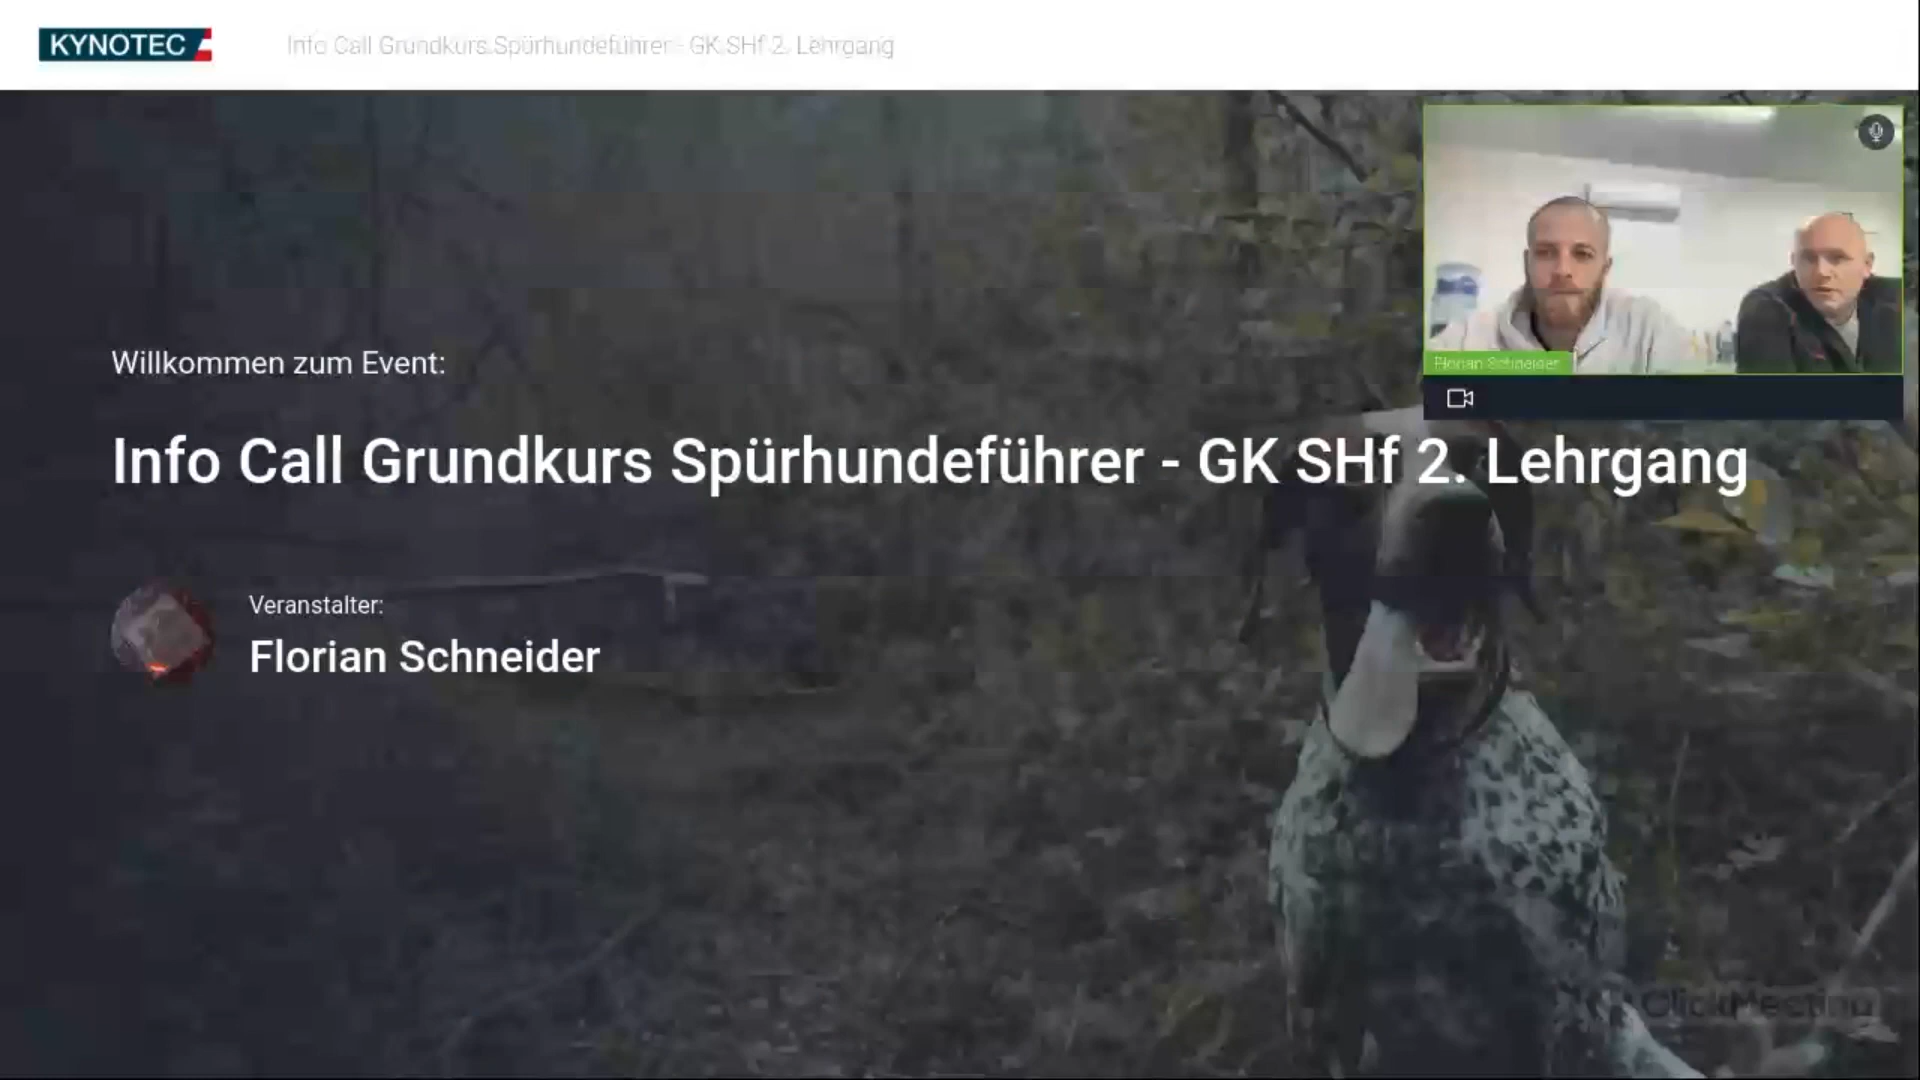 KYNOTEC
Info Call Grundkurs Spürhundeführer - GK SHf 2. Lehrgang
Florian Schneider
Willkommen zum Event:
Info Call Grundkurs Spürhundeführer - GK SHf 2. Lehrgang
Veranstalter:
Florian Schneider
ClickMeeting